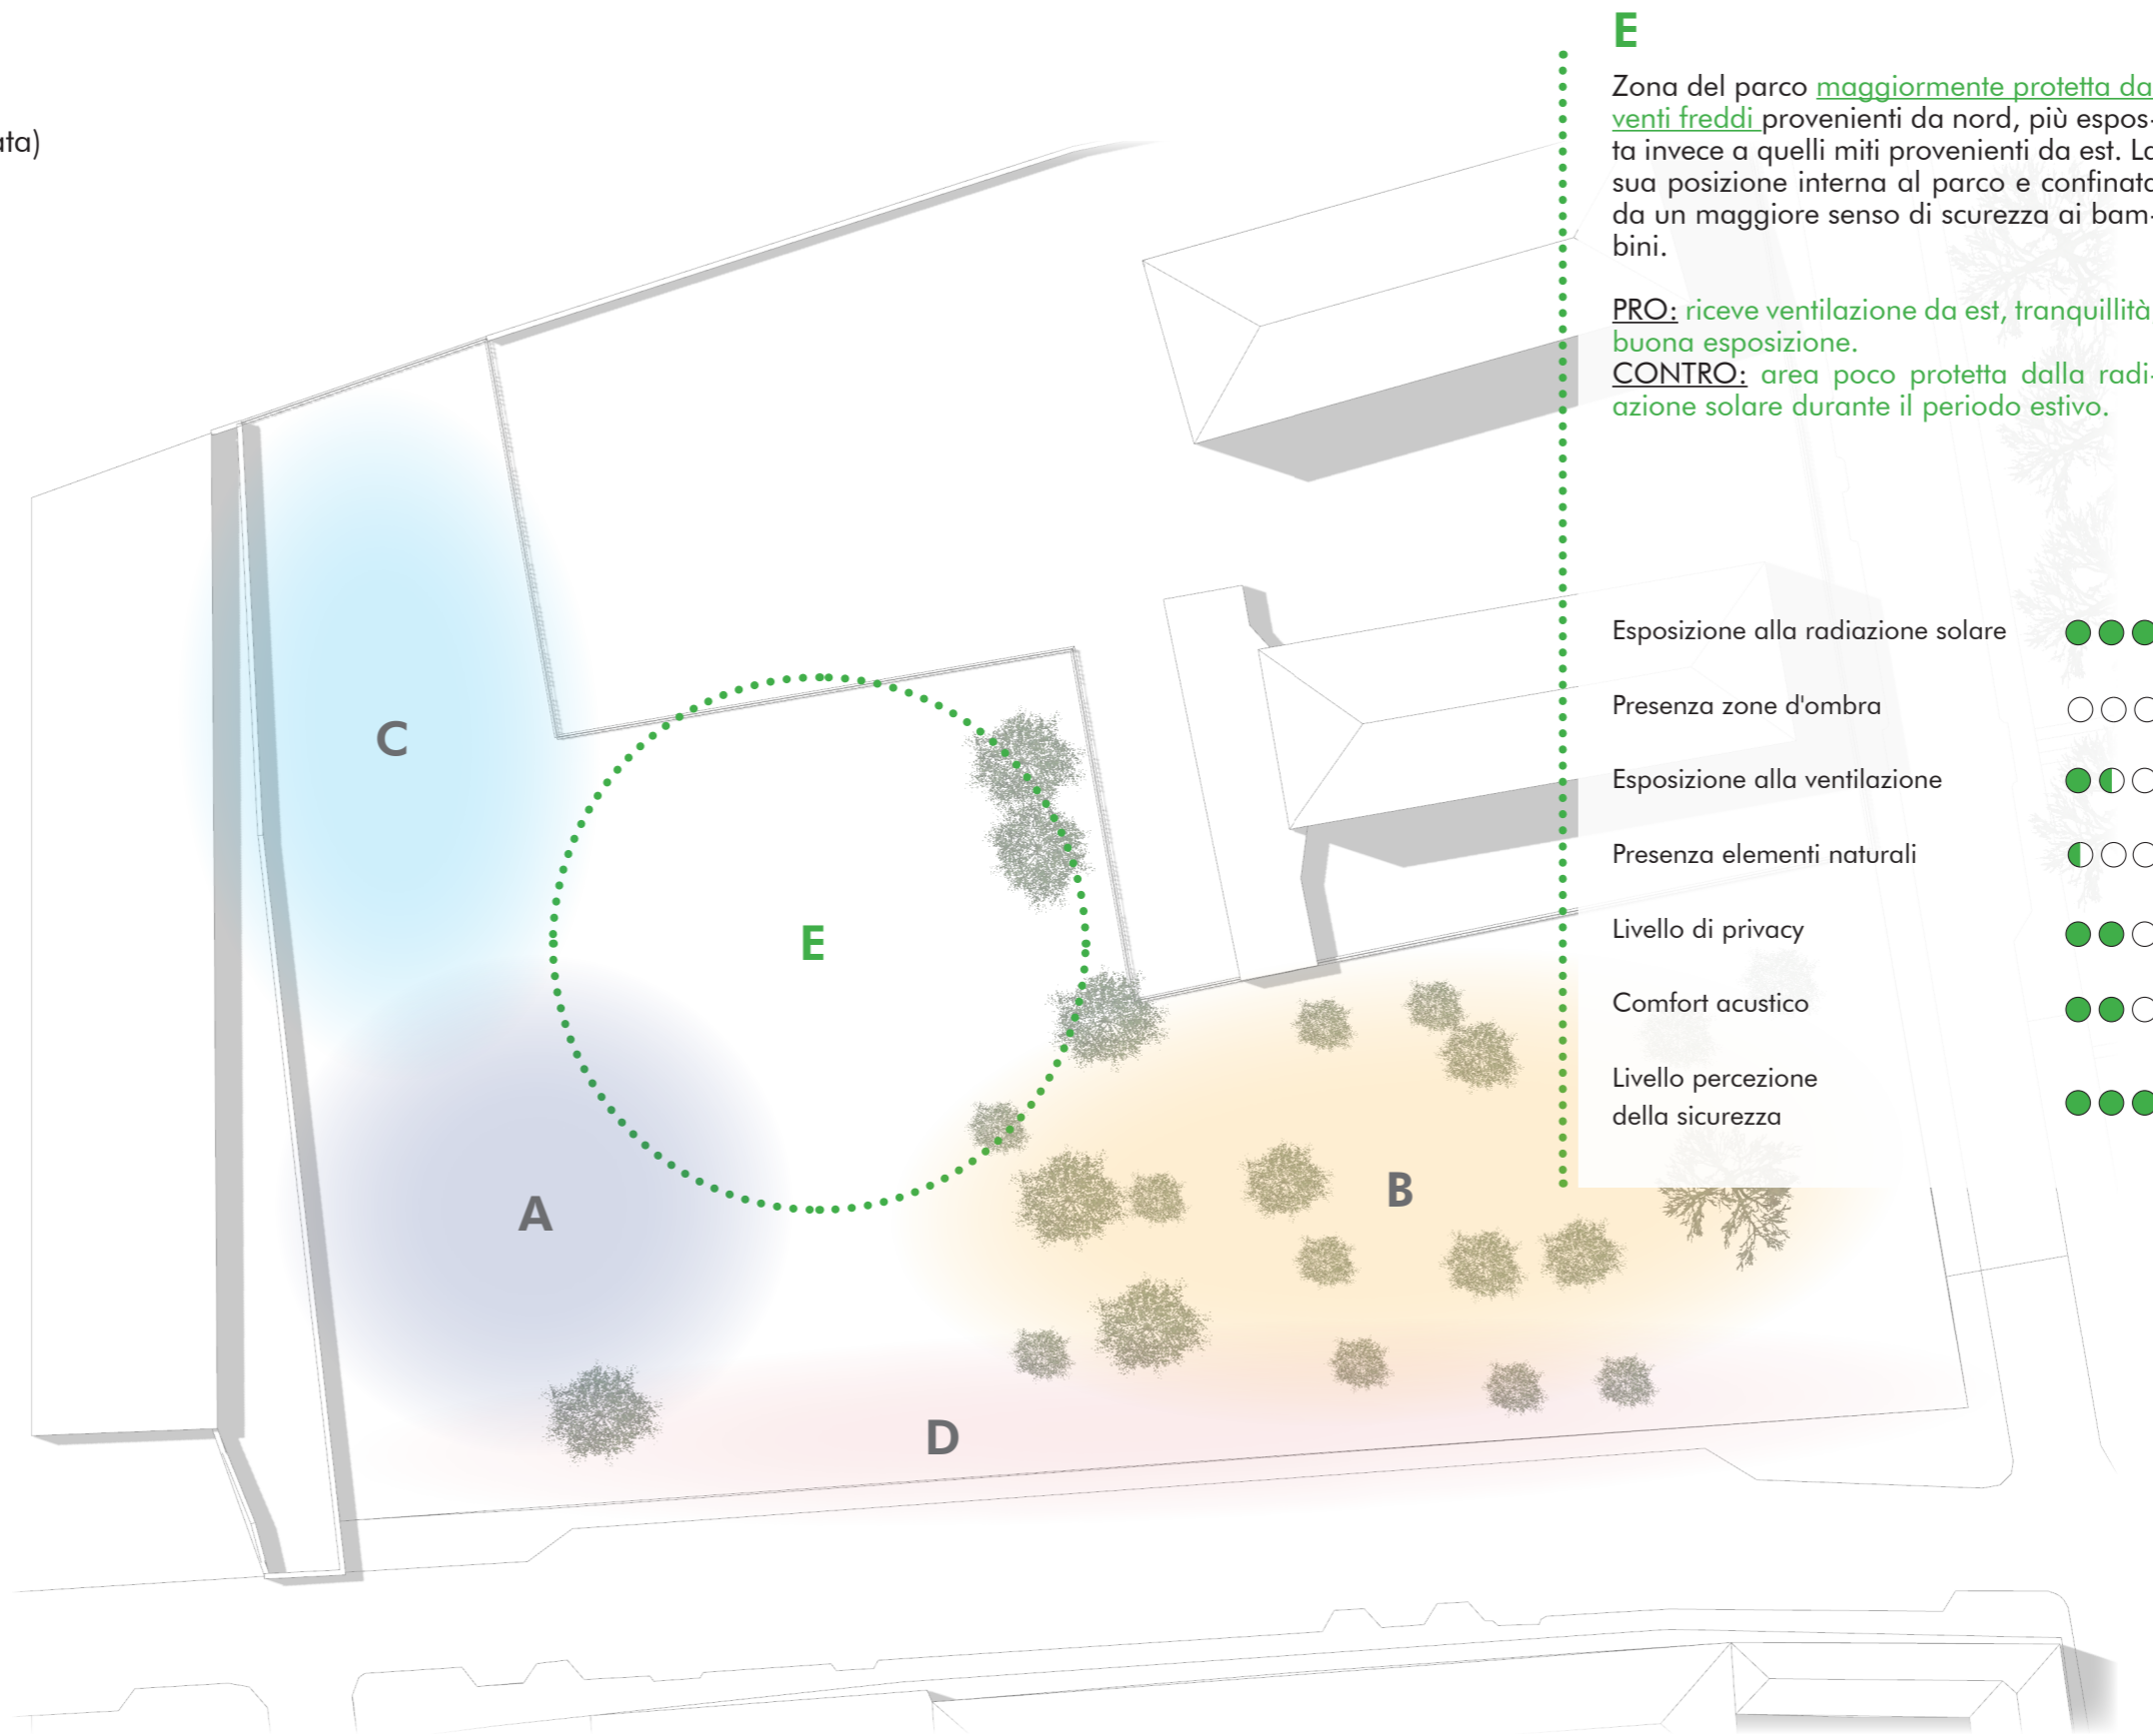 ata)
E
Zona del parco maggiormente protetta da
venti freddi provenienti da nord, più espos-
ta invece a quelli miti provenienti da est. La
sua posizione interna al parco e confinata
da un maggiore senso di scurezza ai bam-
bini.
PRO: riceve ventilazione da est, tranquillità
buona esposizione.
CONTRO: area poco protetta dalla radi-
azione solare durante il periodo estivo.
Esposizione alla radiazione solare
Presenza zone d'ombra
Esposizione alla ventilazione
Presenza elementi naturali
Livello di privacy
Comfort acustico
Livello percezione
della sicurezza
C
E
A
B
D